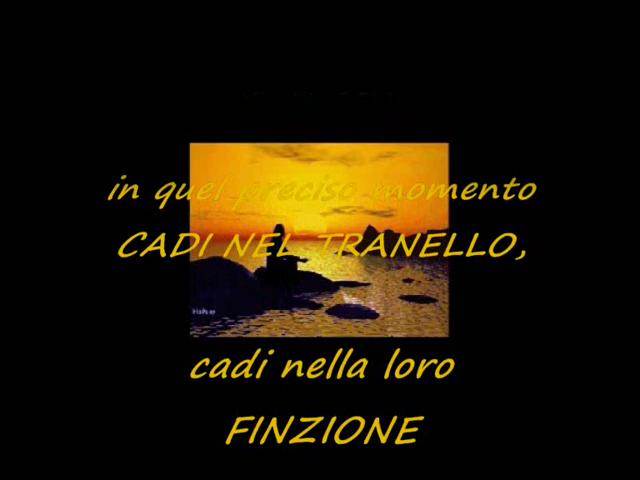 in quel preciso momento
CADI NEL TRANELLO,
cadi nella loro
FINZIONE